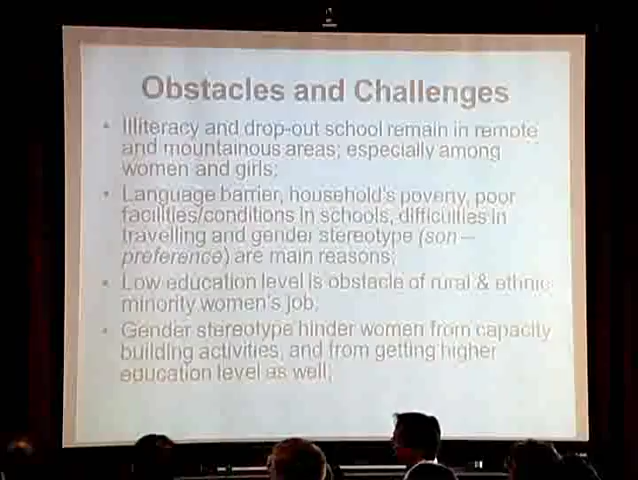 Obstacles and Challenges
• Illiteracy and drop-out school remain in remote
and mountainous areas; especially among
women and girls;
• Language barrier, household's poverty, poor
facilities/conditions in schools, difficulties in
travelling and gender stereotype (son –
preference) are main reasons;
• Low education level is obstacle of rural & ethnic
minority women's job;
• Gender stereotype hinder women from capacity
building activities, and from getting higher
education level as well;